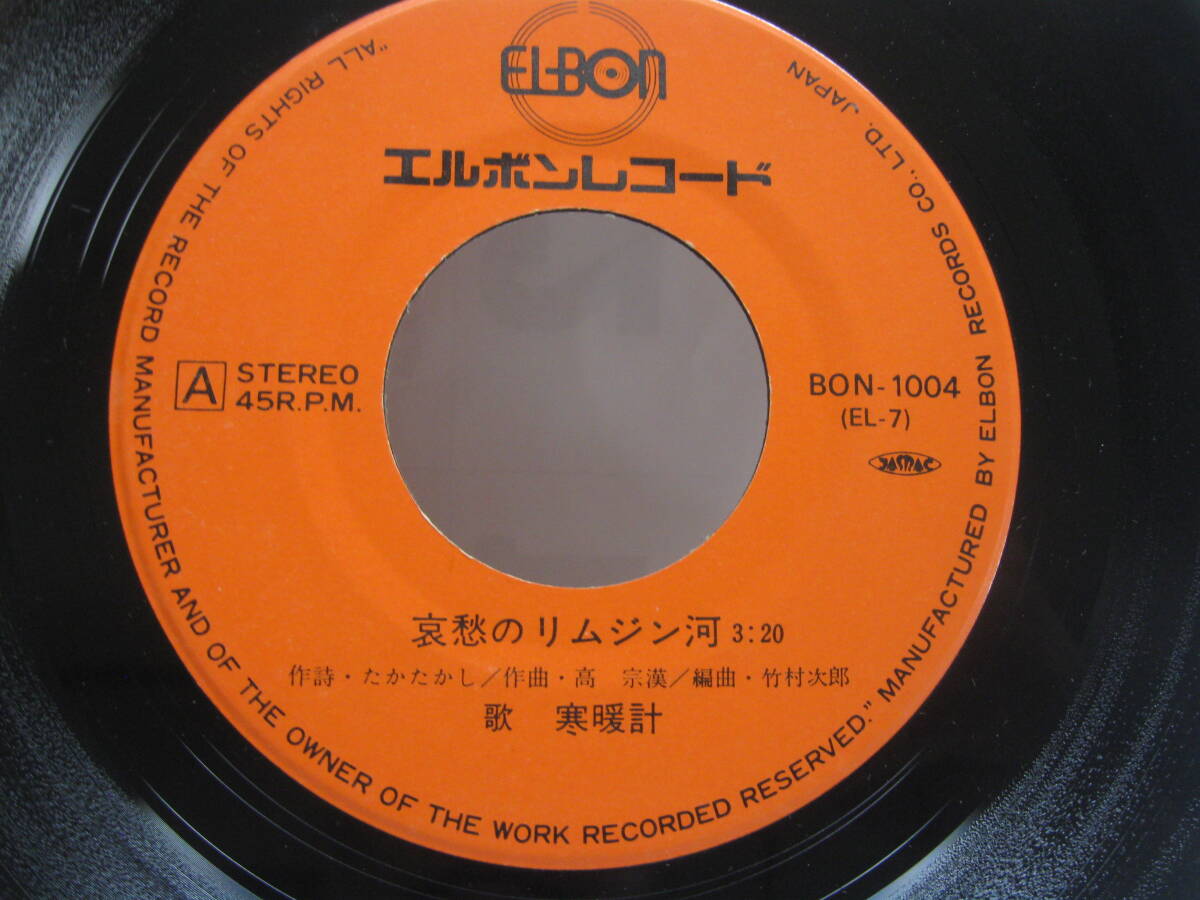 ELBON
エルボンレコード
A STEREO
45R.P.M.
BON-1004
(EL-7)
JASRAC
哀愁のリムジン河 3:20
作詩・たかたかし／作曲・高 宗漢／編曲・竹村次郎
歌 寒暖計
"ALL RIGHTS OF THE RECORD MANUFACTURER AND OF THE OWNER OF THE WORK RECORDED RESERVED." MANUFACTURED BY ELBON RECORDS CO., LTD. JAPAN